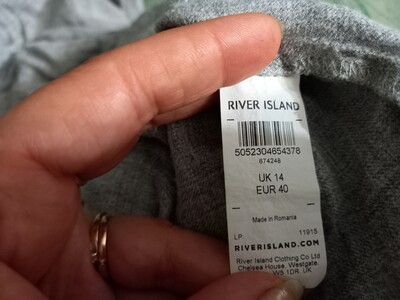 RIVER ISLAND
5052304654378
674248
UK 14
EUR 40
Made in Romania
LP 11915
RIVERISLAND.COM
River Island Clothing Co Ltd
Chelsea House, Westgate,
W5 1DR UK